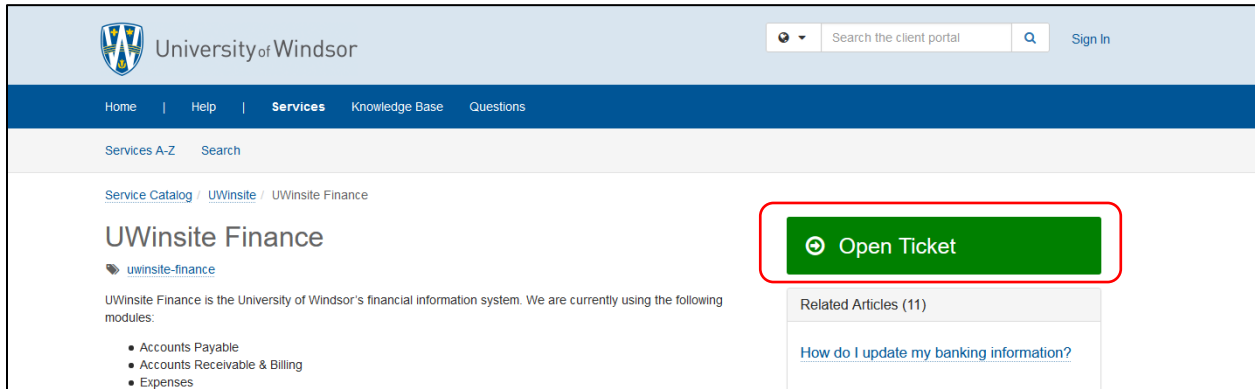 University of Windsor
Search the client portal
Sign In
Home | Help | Services Knowledge Base Questions
Services A-Z Search
Service Catalog / UWinsite / UWinsite Finance
UWinsite Finance
uwinsite-finance
UWinsite Finance is the University of Windsor's financial information system. We are currently using the following
modules:
• Accounts Payable
• Accounts Receivable & Billing
• Expenses
Open Ticket
Related Articles (11)
How do I update my banking information?